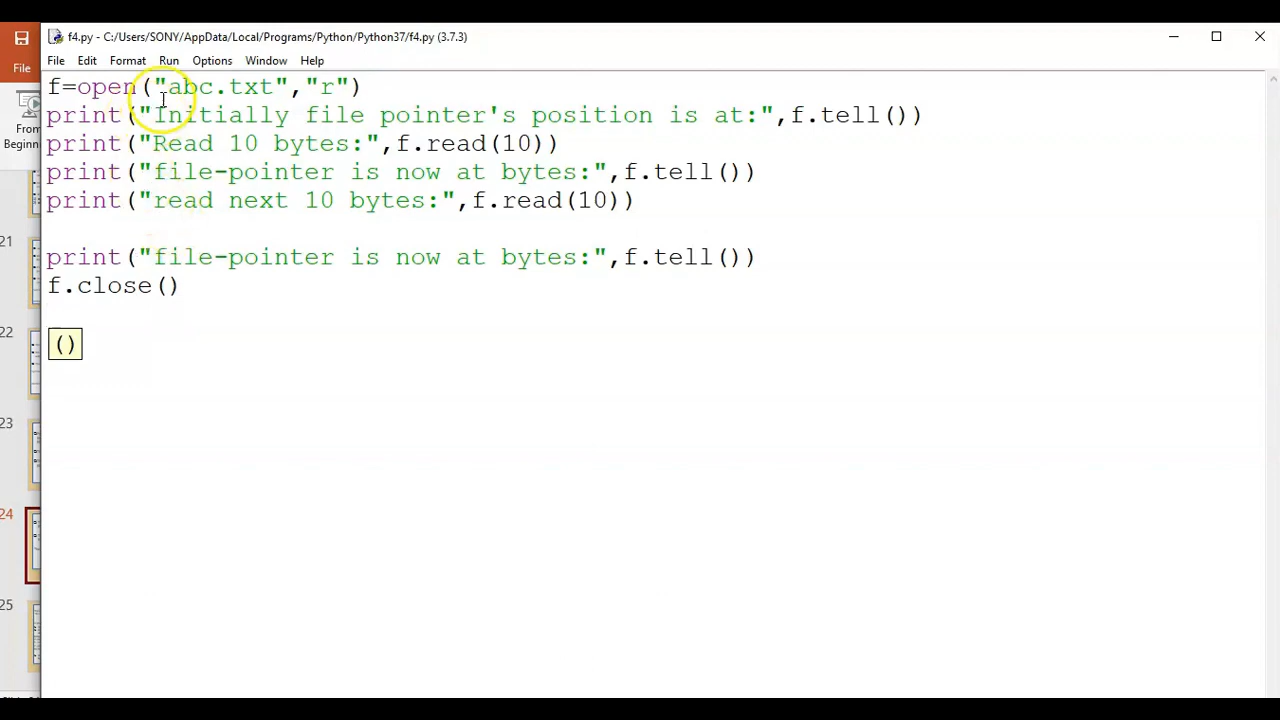 f4.py - C:/Users/SONY/AppData/Local/Programs/Python/Python37/f4.py (3.7.3)
File Edit Format Run Options Window Help
File
From
Beginning
21
22
23
24
25
f=open("abc.txt","r")
print("Initially file pointer's position is at:",f.tell())
print("Read 10 bytes:",f.read(10))
print("file-pointer is now at bytes:",f.tell())
print("read next 10 bytes:",f.read(10))
print("file-pointer is now at bytes:",f.tell())
f.close()
()